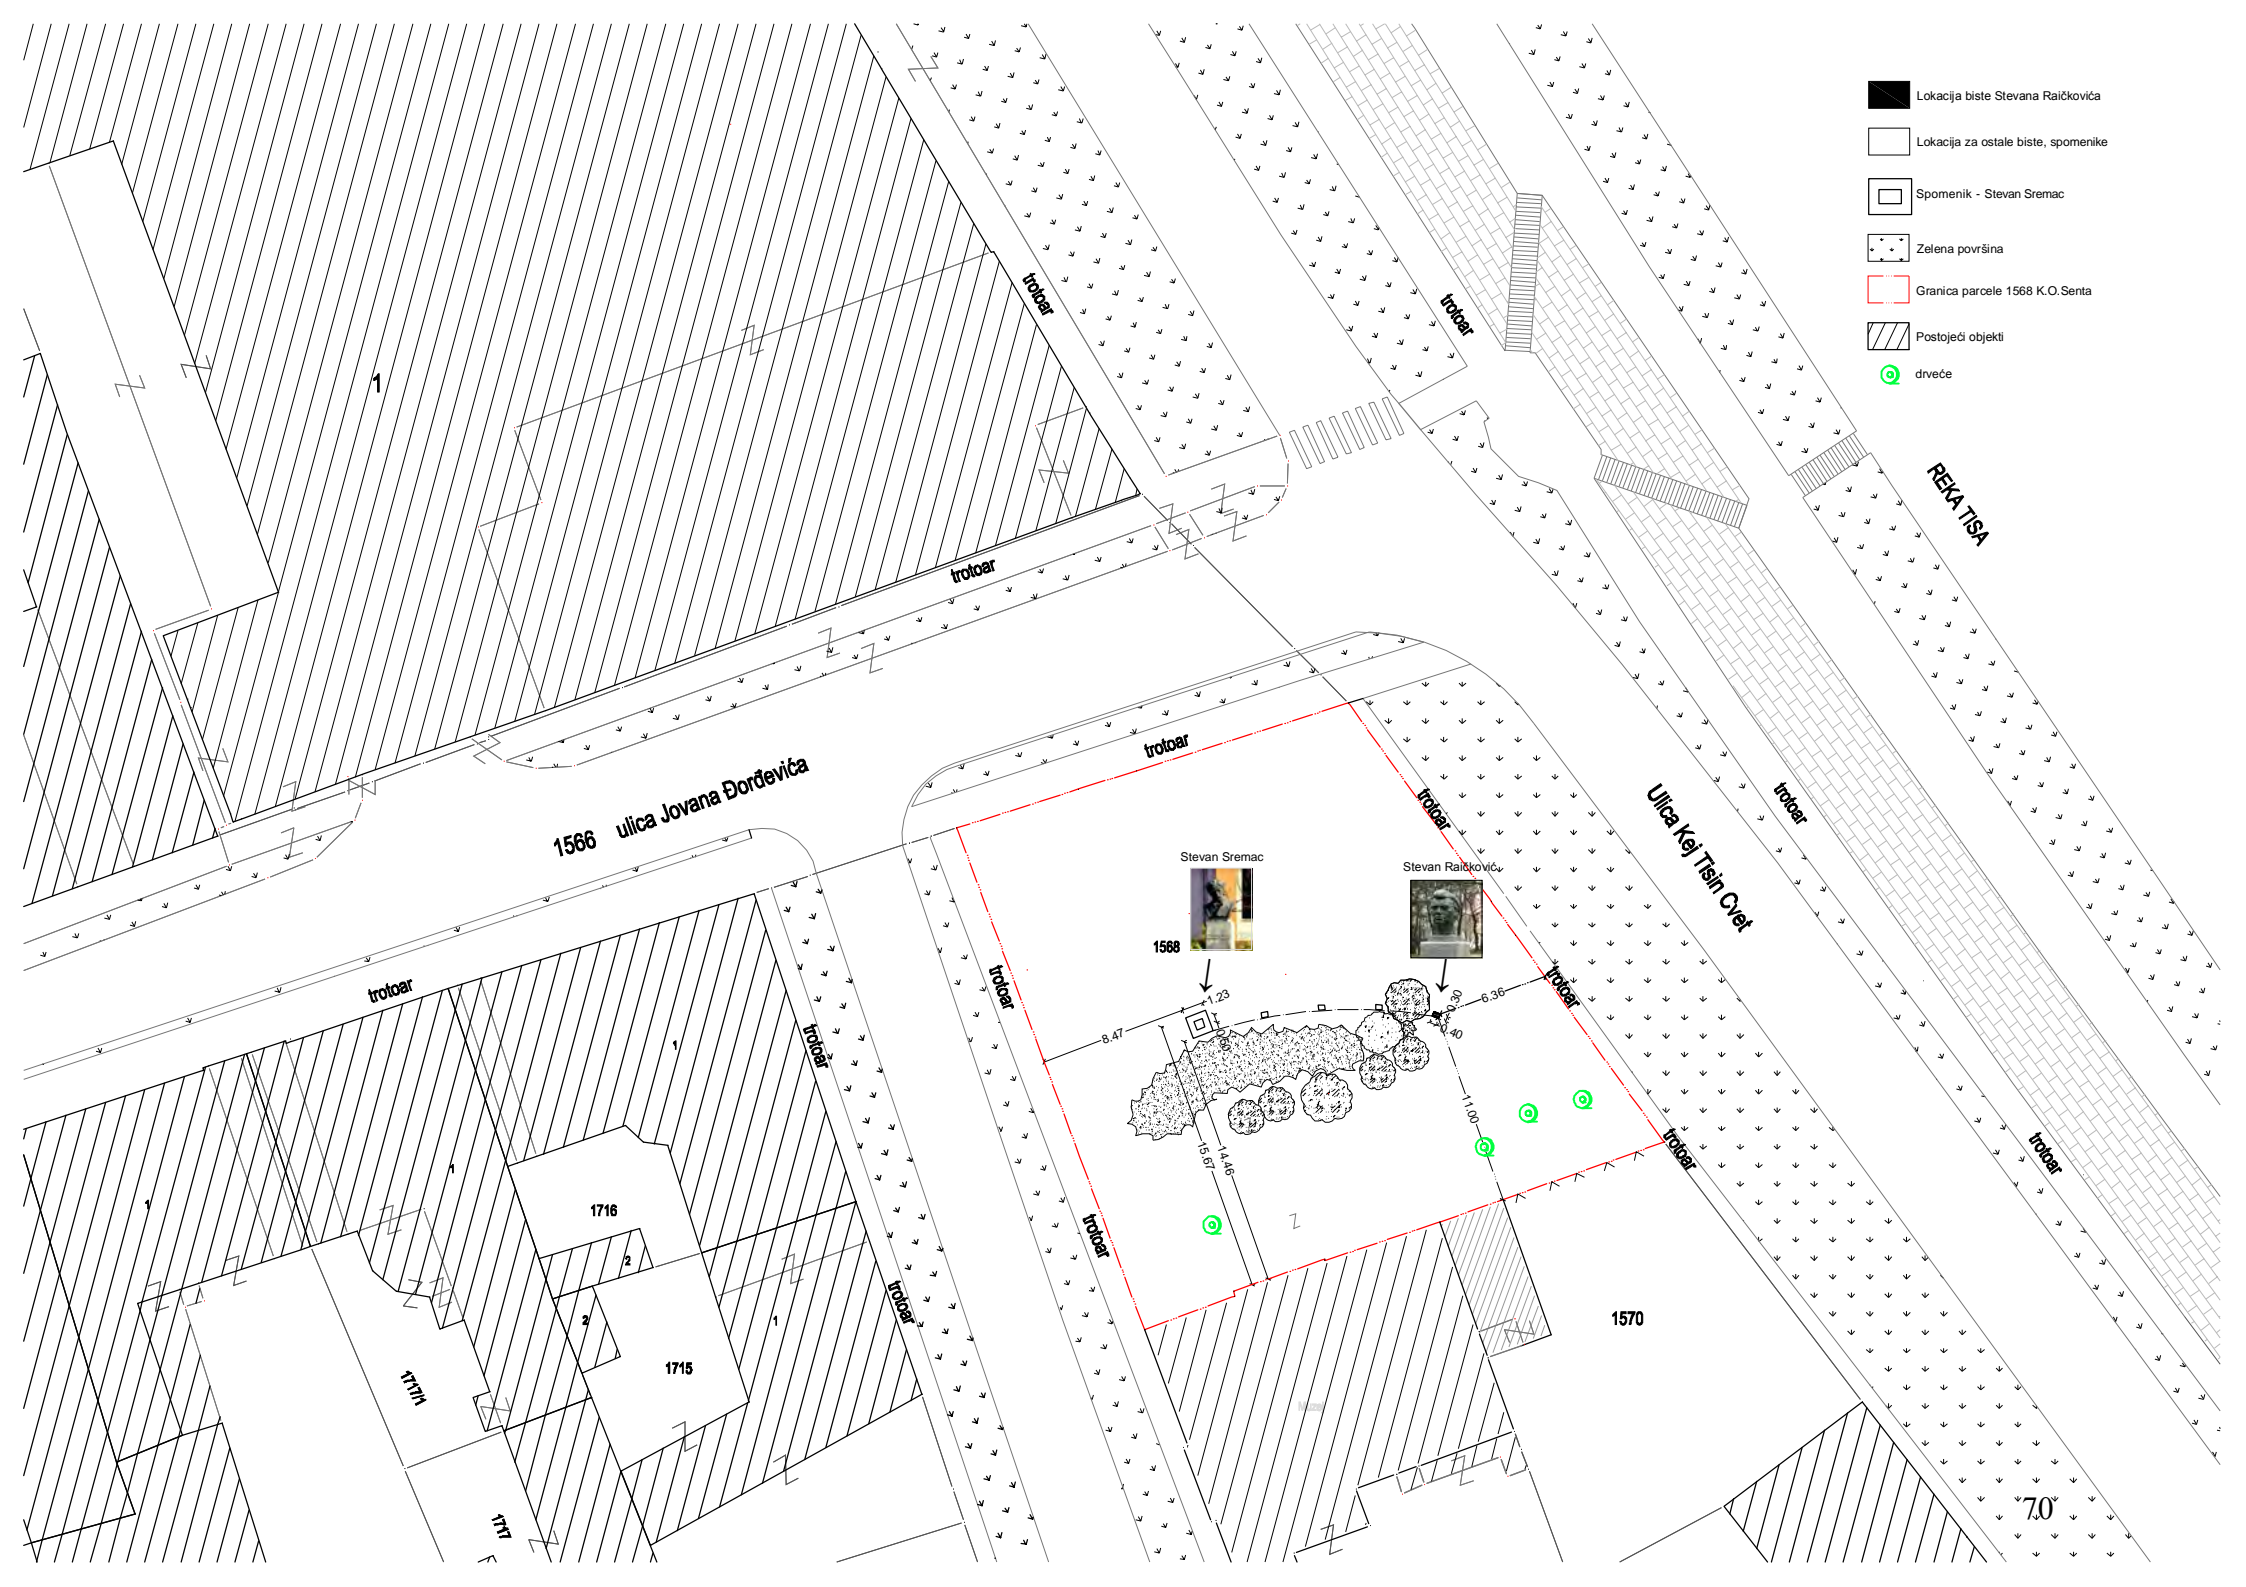 Lokacija biste Stevana Raičkovića
Lokacija za ostale biste, spomenike
Spomenik - Stevan Sremac
Zelena površina
Granica parcele 1568 K.O.Senta
Postojeći objekti
drveće
trotoar
trotoar
1
REKA TISA
trotoar
trotoar
1566 ulica Jovana Đorđevića
trotoar
Ulica Kej Tisin Cvet
trotoar
Stevan Sremac
Stevan Raičković
1568
trotoar
trotoar
trotoar
1.23
0.30
6.36
8.47
0.60
0.40
trotoar
1
11.00
15.67
14.46
trotoar
trotoar
1
1
1716
2
trotoar
trotoar
2
1
1715
1570
1717/1
Muzej
1717
70